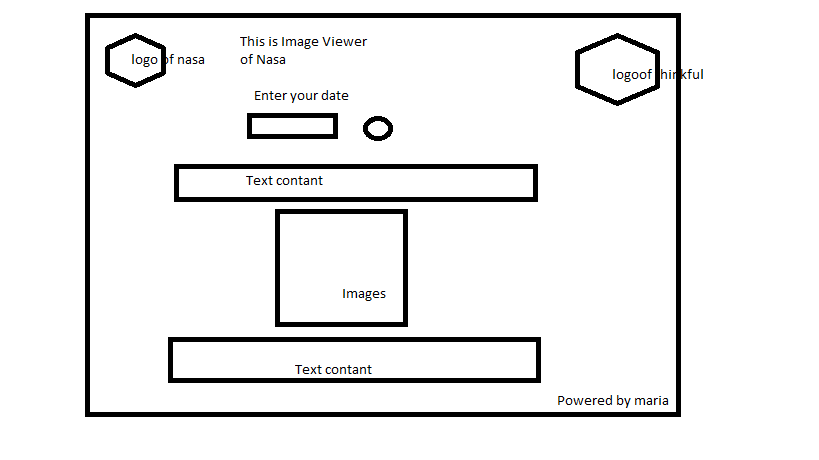 This is Image Viewer
of Nasa
logo of nasa
logoof thinkful
Enter your date
Text contant
Images
Text contant
Powered by maria